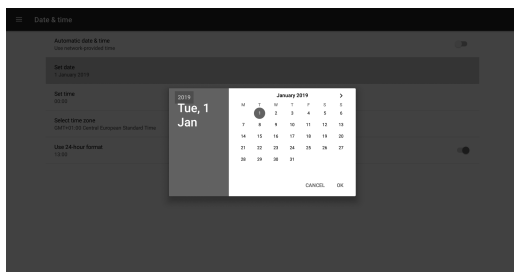 Date & time
Automatic date & time
Use network-provided time
Set date
1 January 2019
Set time
00:00
Select time zone
GMT+01:00 Central European Standard Time
Use 24-hour format
13:00
2019
Tue, 1
Jan
January 2019
M T W T F S S
1 2 3 4 5 6
7 8 9 10 11 12 13
14 15 16 17 18 19 20
21 22 23 24 25 26 27
28 29 30 31
CANCEL OK